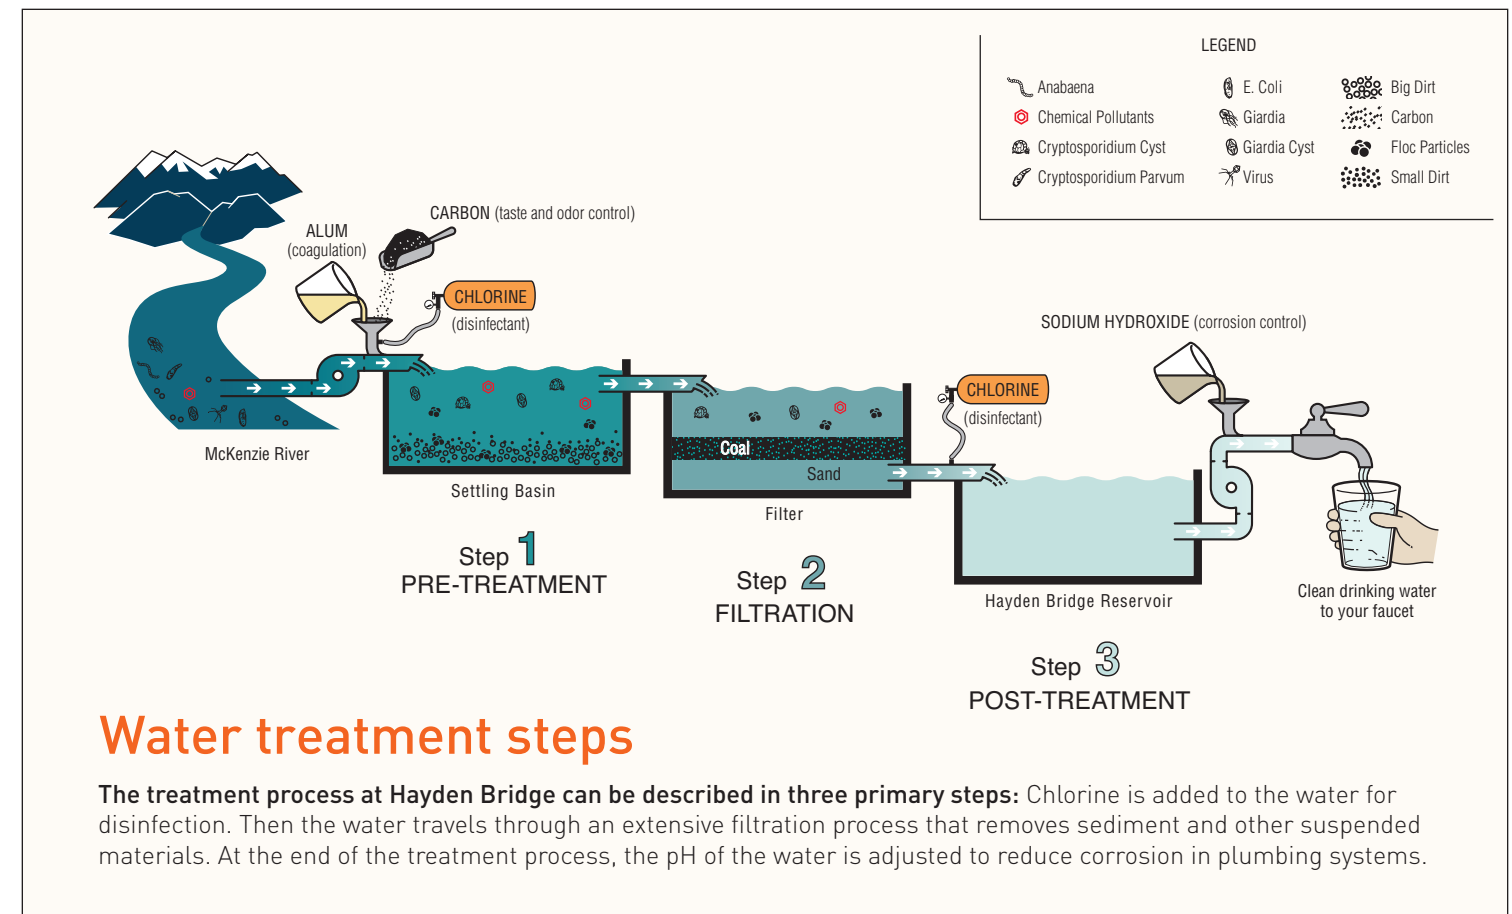 LEGEND
Anabaena
Chemical Pollutants
Cryptosporidium Cyst
Cryptosporidium Parvum
E. Coli
Giardia
Giardia Cyst
Virus
Big Dirt
Carbon
Floc Particles
Small Dirt
ALUM
(coagulation)
CARBON (taste and odor control)
CHLORINE
(disinfectant)
McKenzie River
Settling Basin
Step 1
PRE-TREATMENT
Coal
Sand
Filter
Step 2
FILTRATION
CHLORINE
(disinfectant)
SODIUM HYDROXIDE (corrosion control)
Hayden Bridge Reservoir
Step 3
POST-TREATMENT
Clean drinking water
to your faucet
Water treatment steps
The treatment process at Hayden Bridge can be described in three primary steps: Chlorine is added to the water for
disinfection. Then the water travels through an extensive filtration process that removes sediment and other suspended
materials. At the end of the treatment process, the pH of the water is adjusted to reduce corrosion in plumbing systems.